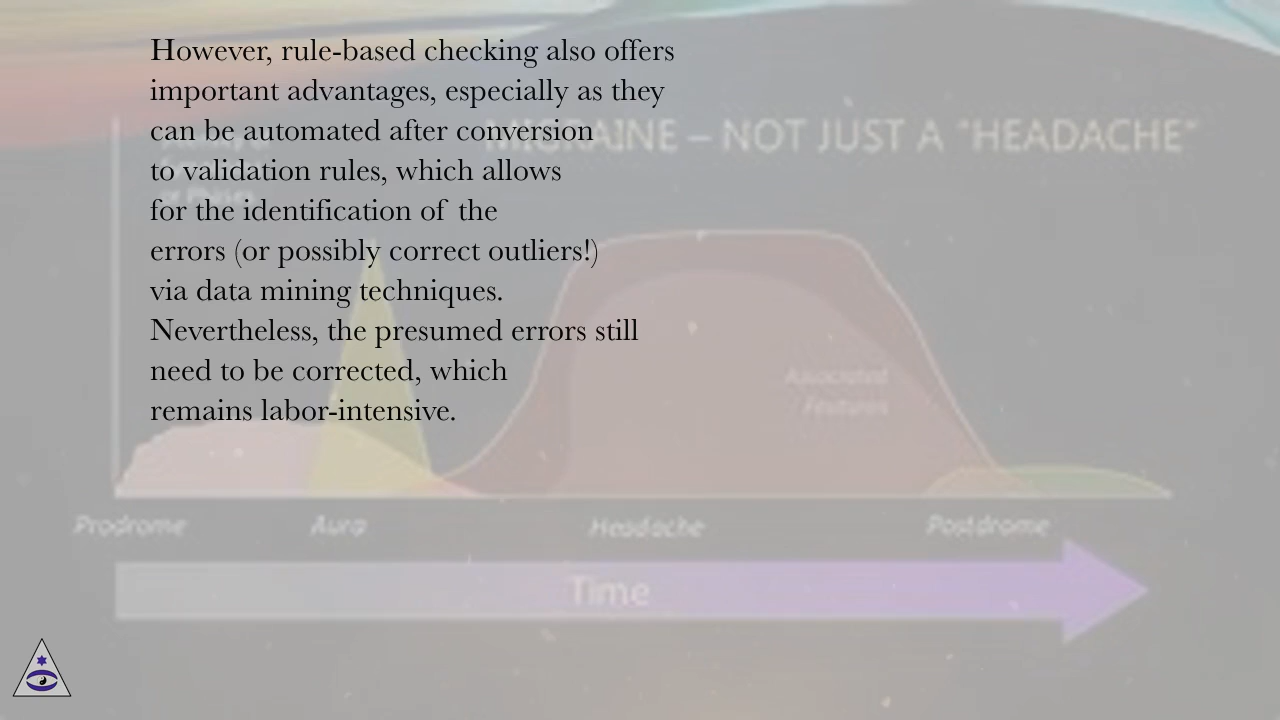 However, rule-based checking also offers
important advantages, especially as they
can be automated after conversion
to validation rules, which allows
for the identification of the
errors (or possibly correct outliers!)
via data mining techniques.
Nevertheless, the presumed errors still
need to be corrected, which
remains labor-intensive.
MIGRAINE – NOT JUST A "HEADACHE"
Associated
Features
Prodrome Aura Headache Postdrome
Time